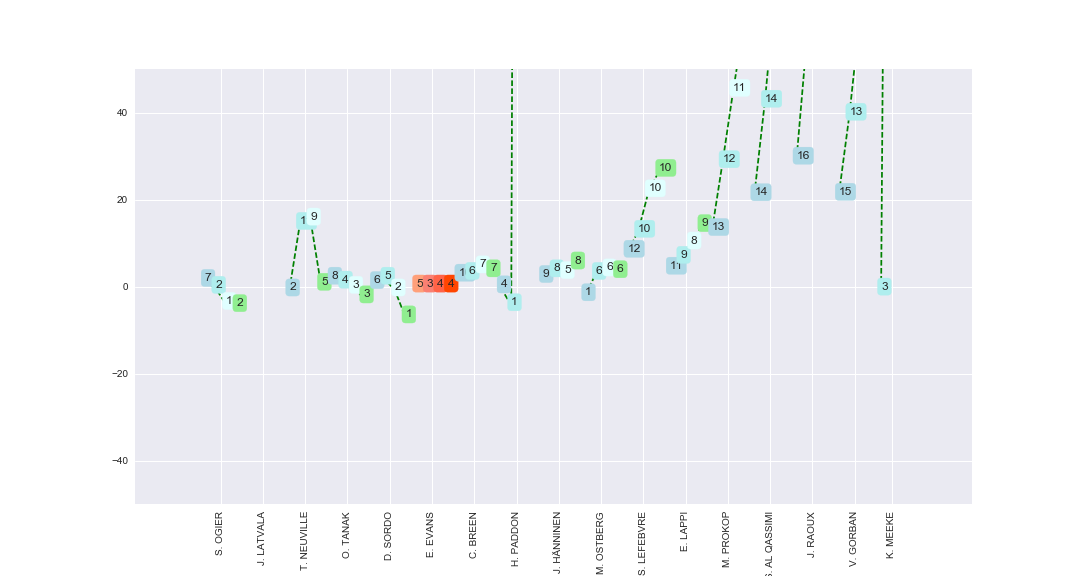 40
20
0
−20
−40
7 2 1 2
2 1 9 5
8 4 3 3
6 5 2 1
5 3 4 4
1 6 7 7
4 1
9 8 5 8
1 6 6 6
12 10 10 10
11 9 8 9
13 12 11
14 14
16
15 13
3
S. OGIER
J. LATVALA
T. NEUVILLE
O. TANAK
D. SORDO
E. EVANS
C. BREEN
H. PADDON
J. HANNINEN
M. OSTBERG
S. LEFEBVRE
E. LAPPI
M. PROKOP
S. AL QASSIMI
J. RAOUX
V. GORBAN
K. MEEKE